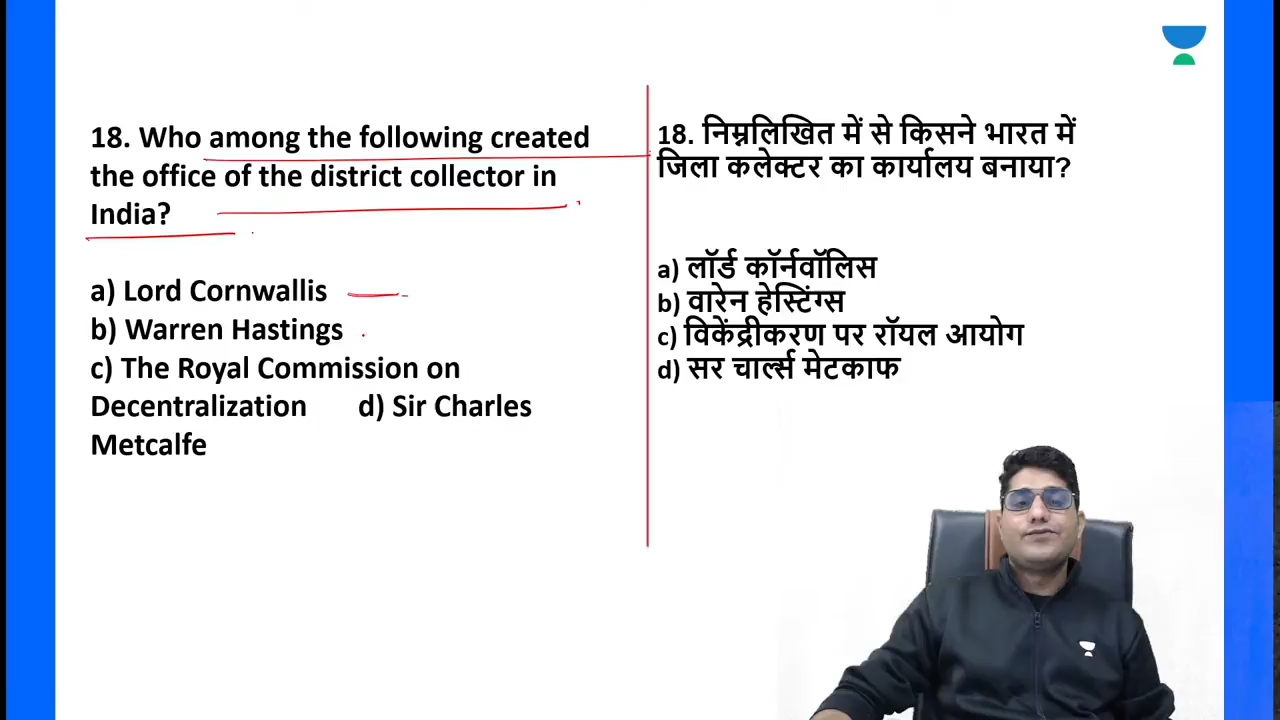 18. Who among the following created
the office of the district collector in
India?
a) Lord Cornwallis
b) Warren Hastings
c) The Royal Commission on
Decentralization d) Sir Charles
Metcalfe
18. निम्नलिखित में से किसने भारत में
जिला कलेक्टर का कार्यालय बनाया?
a) लॉर्ड कॉर्नवॉलिस
b) वारेन हेस्टिंग्स
c) विकेंद्रीकरण पर रॉयल आयोग
d) सर चार्ल्स मेटकाफ